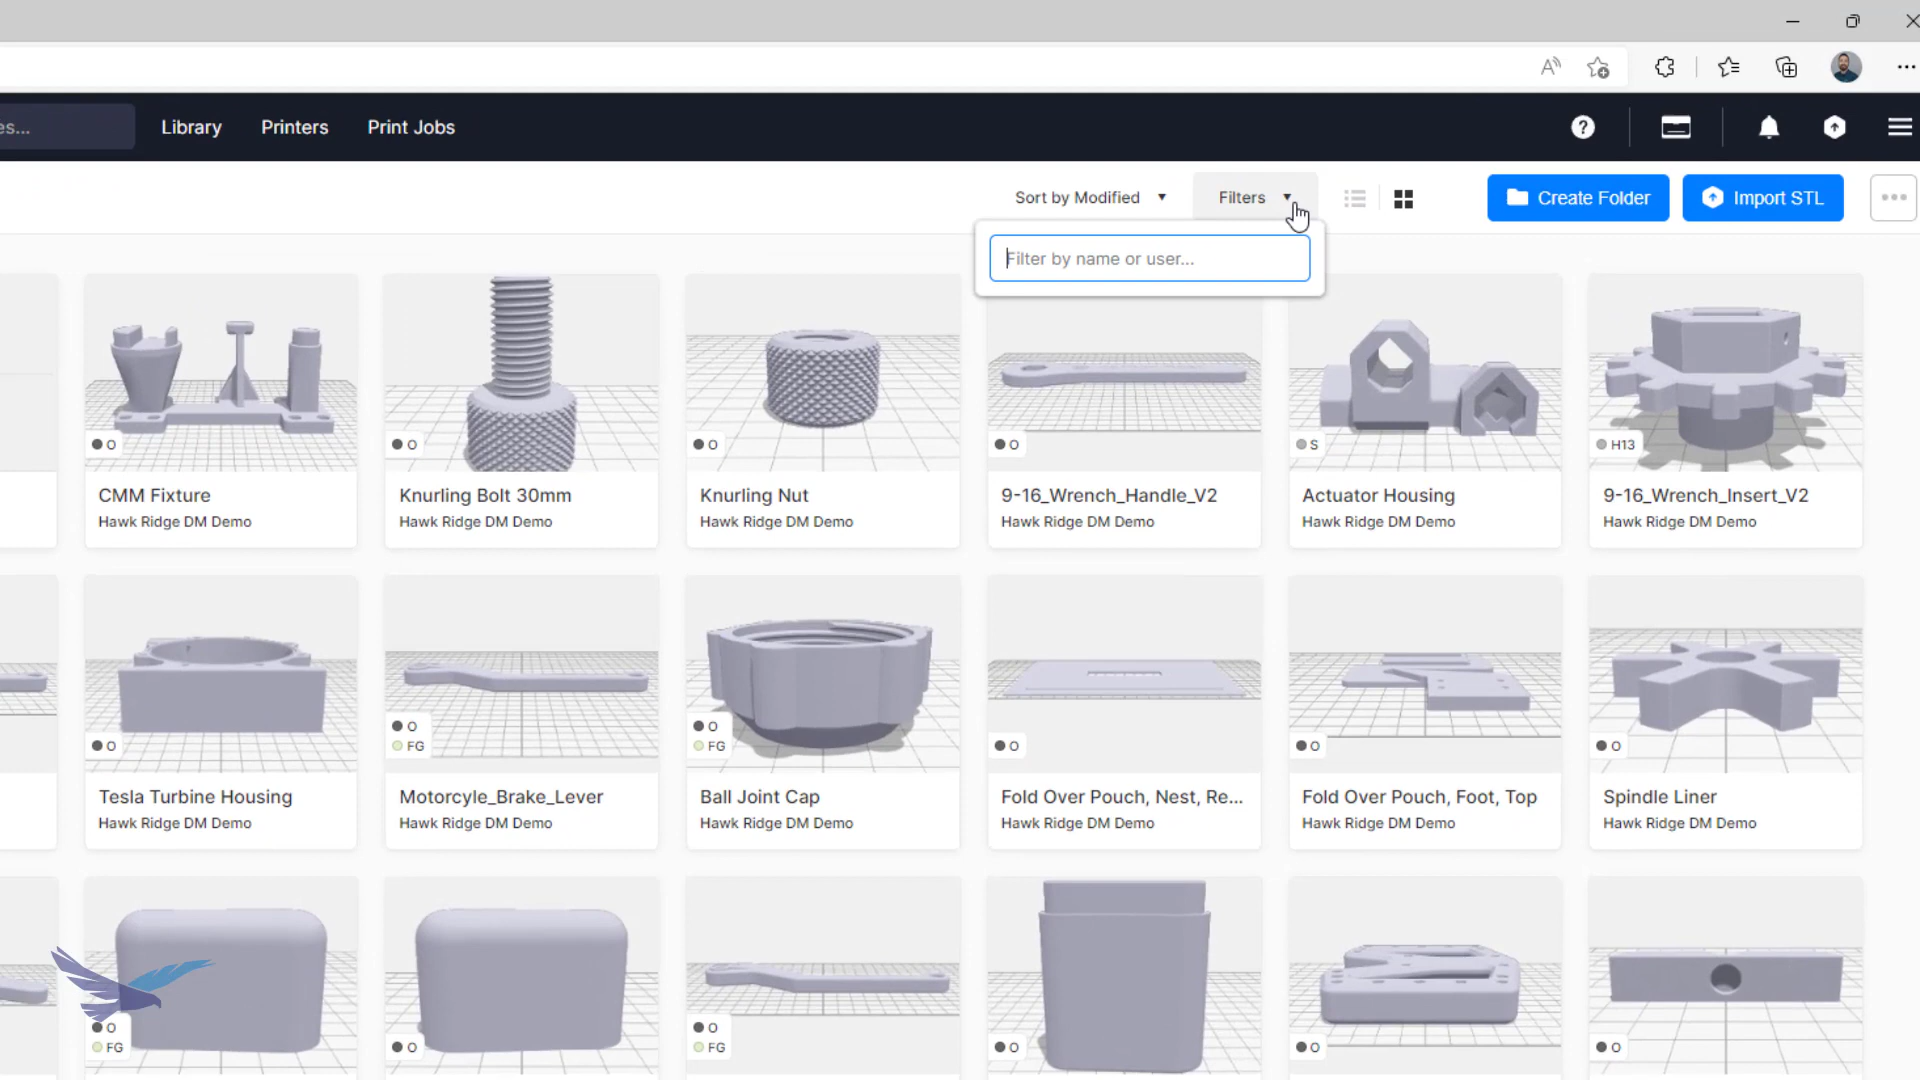 es...
Library
Printers
Print Jobs
Sort by Modified
Filters
Create Folder
Import STL
Filter by name or user...
O
O
O
O
S
H13
CMM Fixture
Hawk Ridge DM Demo
Knurling Bolt 30mm
Hawk Ridge DM Demo
Knurling Nut
Hawk Ridge DM Demo
9-16_Wrench_Handle_V2
Hawk Ridge DM Demo
Actuator Housing
Hawk Ridge DM Demo
9-16_Wrench_Insert_V2
Hawk Ridge DM Demo
O
O
FG
O
FG
O
O
O
Tesla Turbine Housing
Hawk Ridge DM Demo
Motorcyle_Brake_Lever
Hawk Ridge DM Demo
Ball Joint Cap
Hawk Ridge DM Demo
Fold Over Pouch, Nest, Re...
Hawk Ridge DM Demo
Fold Over Pouch, Foot, Top
Hawk Ridge DM Demo
Spindle Liner
Hawk Ridge DM Demo
O
FG
O
O
FG
O
O
O